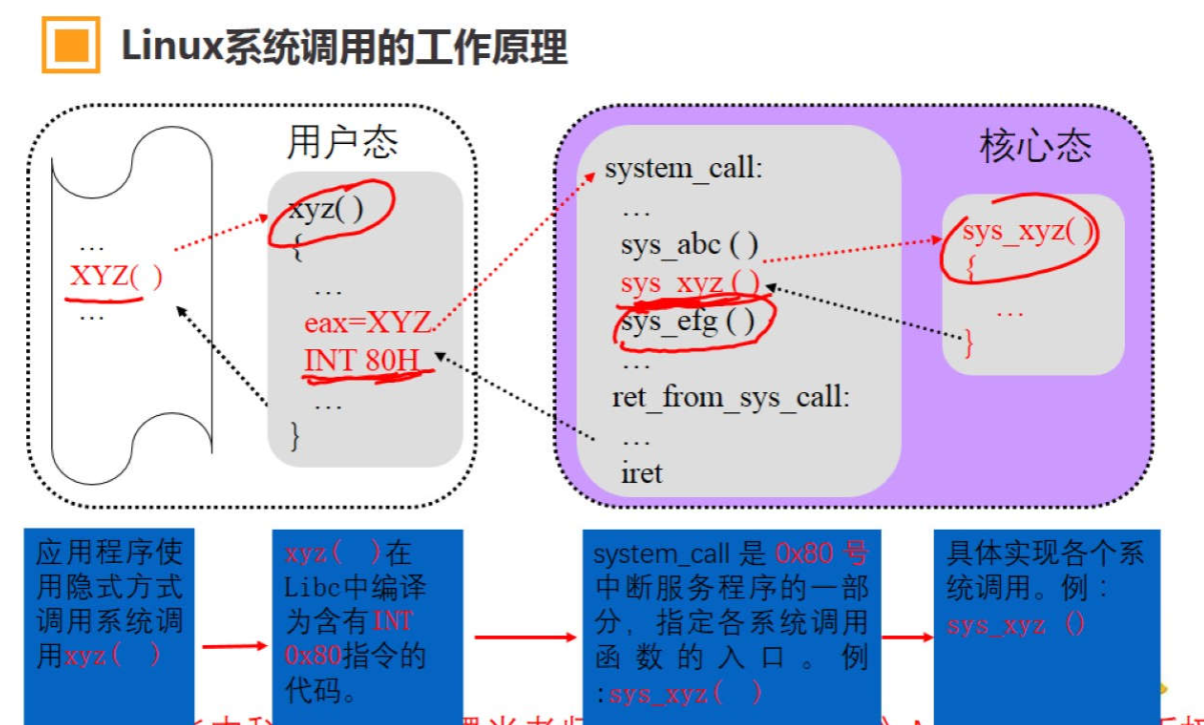 Linux系统调用的工作原理
用户态
…
XYZ( )
…
xyz( )
{
…
eax=XYZ
INT 80H
…
}
核心态
system_call:
…
sys_abc ( )
sys_xyz ( )
sys_efg ( )
…
ret_from_sys_call:
…
iret
sys_xyz( )
{
…
}
应用程序使
用隐式方式
调用系统调
用xyz( )
xyz( )在
Libc中编译
为含有INT
0x80指令的
代码。
system_call 是 0x80 号
中断服务程序的一部
分，指定各系统调用
函数的入口。例
:sys_xyz( )
具体实现各个系
统调用。例：
sys_xyz ()